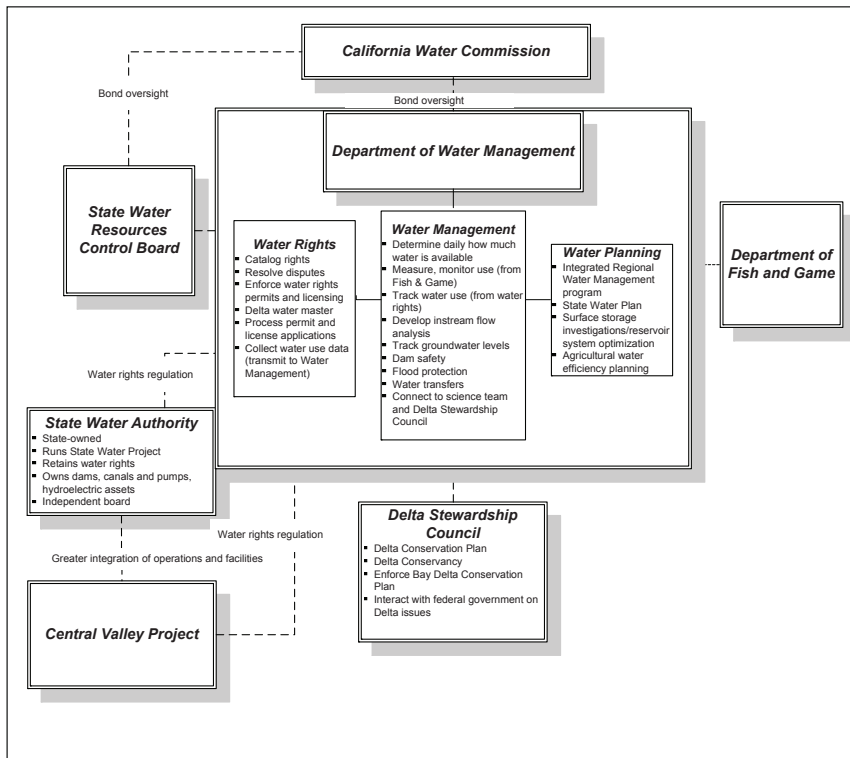 California Water Commission
Bond oversight
Bond oversight
Department of Water Management
State Water
Resources
Control Board
Water Rights
▪ Catalog rights
▪ Resolve disputes
▪ Enforce water rights
permits and licensing
▪ Delta water master
▪ Process permit and
license applications
▪ Collect water use data
(transmit to Water
Management)
Water Management
▪ Determine daily how much
water is available
▪ Measure, monitor use (from
Fish & Game)
▪ Track water use (from water
rights)
▪ Develop instream flow
analysis
▪ Track groundwater levels
▪ Dam safety
▪ Flood protection
▪ Water transfers
▪ Connect to science team
and Delta Stewardship
Council
Water Planning
▪ Integrated Regional
Water Management
program
▪ State Water Plan
▪ Surface storage
investigations/reservoir
system optimization
▪ Agricultural water
efficiency planning
Department of
Fish and Game
Water rights regulation
State Water Authority
▪ State-owned
▪ Runs State Water Project
▪ Retains water rights
▪ Owns dams, canals and pumps,
hydroelectric assets
▪ Independent board
Water rights regulation
Greater integration of operations and facilities
Delta Stewardship
Council
▪ Delta Conservation Plan
▪ Delta Conservancy
▪ Enforce Bay Delta Conservation
Plan
▪ Interact with federal government on
Delta issues
Central Valley Project